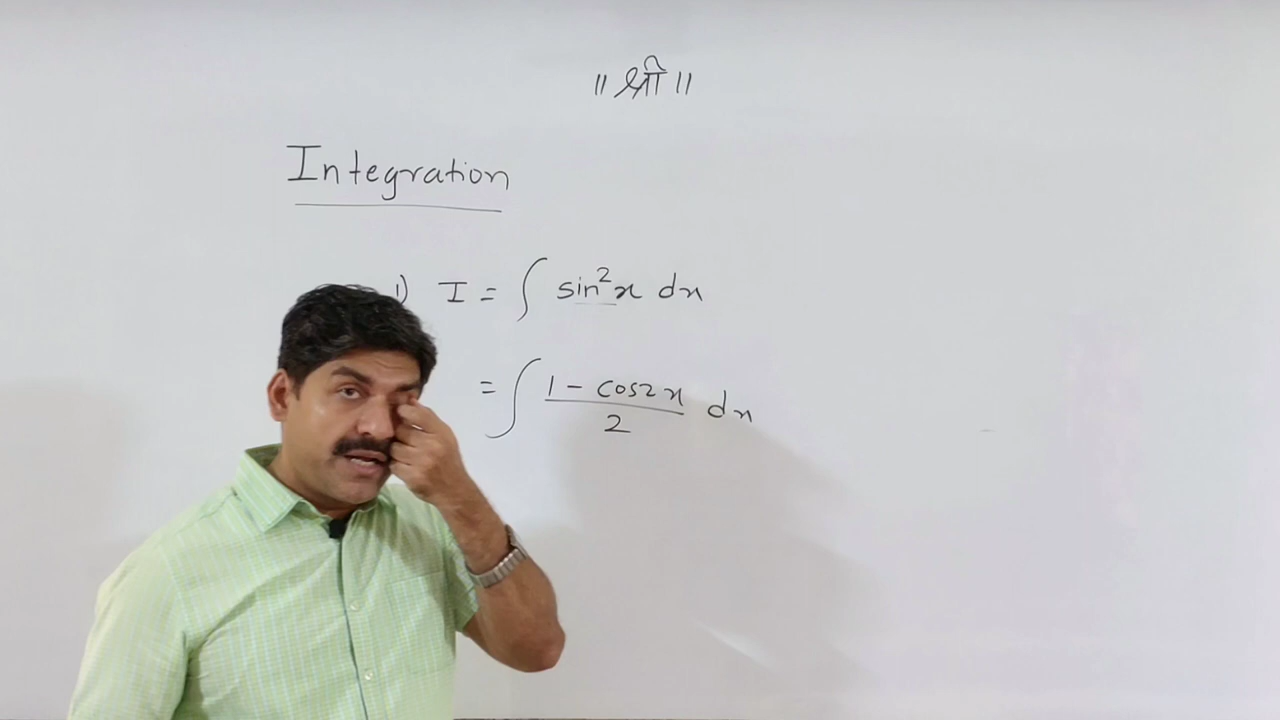 ॥ श्री ॥
Integration
1) I = ∫ sin²x dx
= ∫ (1 - cos2x)/2 dx